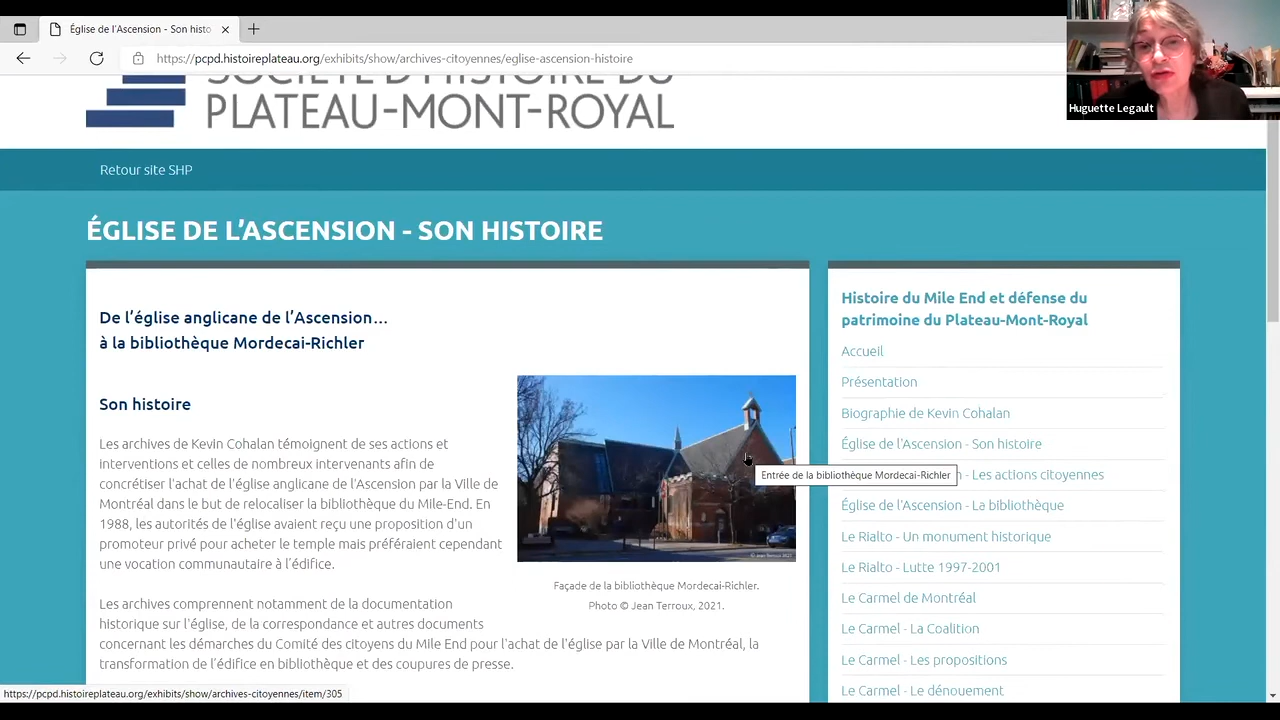 Église de l'Ascension - Son histo
https://pcpd.histoireplateau.org/exhibits/show/archives-citoyennes/eglise-ascension-histoire
Huguette Legault
SOCIÉTÉ D'HISTOIRE DU
PLATEAU-MONT-ROYAL
Retour site SHP
ÉGLISE DE L'ASCENSION - SON HISTOIRE
De l'église anglicane de l'Ascension…
à la bibliothèque Mordecai-Richler
Son histoire
Les archives de Kevin Cohalan témoignent de ses actions et
interventions et celles de nombreux intervenants afin de
concrétiser l'achat de l'église anglicane de l'Ascension par la Ville de
Montréal dans le but de relocaliser la bibliothèque du Mile-End. En
1988, les autorités de l'église avaient reçu une proposition d'un
promoteur privé pour acheter le temple mais préféraient cependant
une vocation communautaire à l'édifice.
Entrée de la bibliothèque Mordecai-Richler
© Jean Terroux 2021
Façade de la bibliothèque Mordecai-Richler.
Photo © Jean Terroux, 2021.
Les archives comprennent notamment de la documentation
historique sur l'église, de la correspondance et autres documents
concernant les démarches du Comité des citoyens du Mile End pour l'achat de l'église par la Ville de Montréal, la
transformation de l'édifice en bibliothèque et des coupures de presse.
Histoire du Mile End et défense du
patrimoine du Plateau-Mont-Royal
Accueil
Présentation
Biographie de Kevin Cohalan
Église de l'Ascension - Son histoire
n - Les actions citoyennes
Église de l'Ascension - La bibliothèque
Le Rialto - Un monument historique
Le Rialto - Lutte 1997-2001
Le Carmel de Montréal
Le Carmel - La Coalition
Le Carmel - Les propositions
Le Carmel - Le dénouement
https://pcpd.histoireplateau.org/exhibits/show/archives-citoyennes/item/305